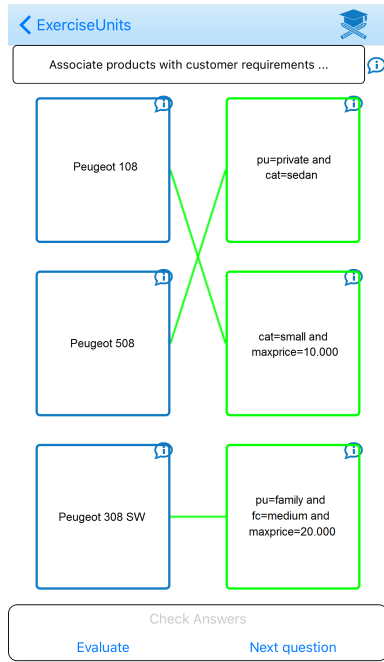 ExerciseUnits
Associate products with customer requirements ...
Peugeot 108
pu=private and
cat=sedan
Peugeot 508
cat=small and
maxprice=10.000
Peugeot 308 SW
pu=family and
fc=medium and
maxprice=20.000
Check Answers
Evaluate
Next question